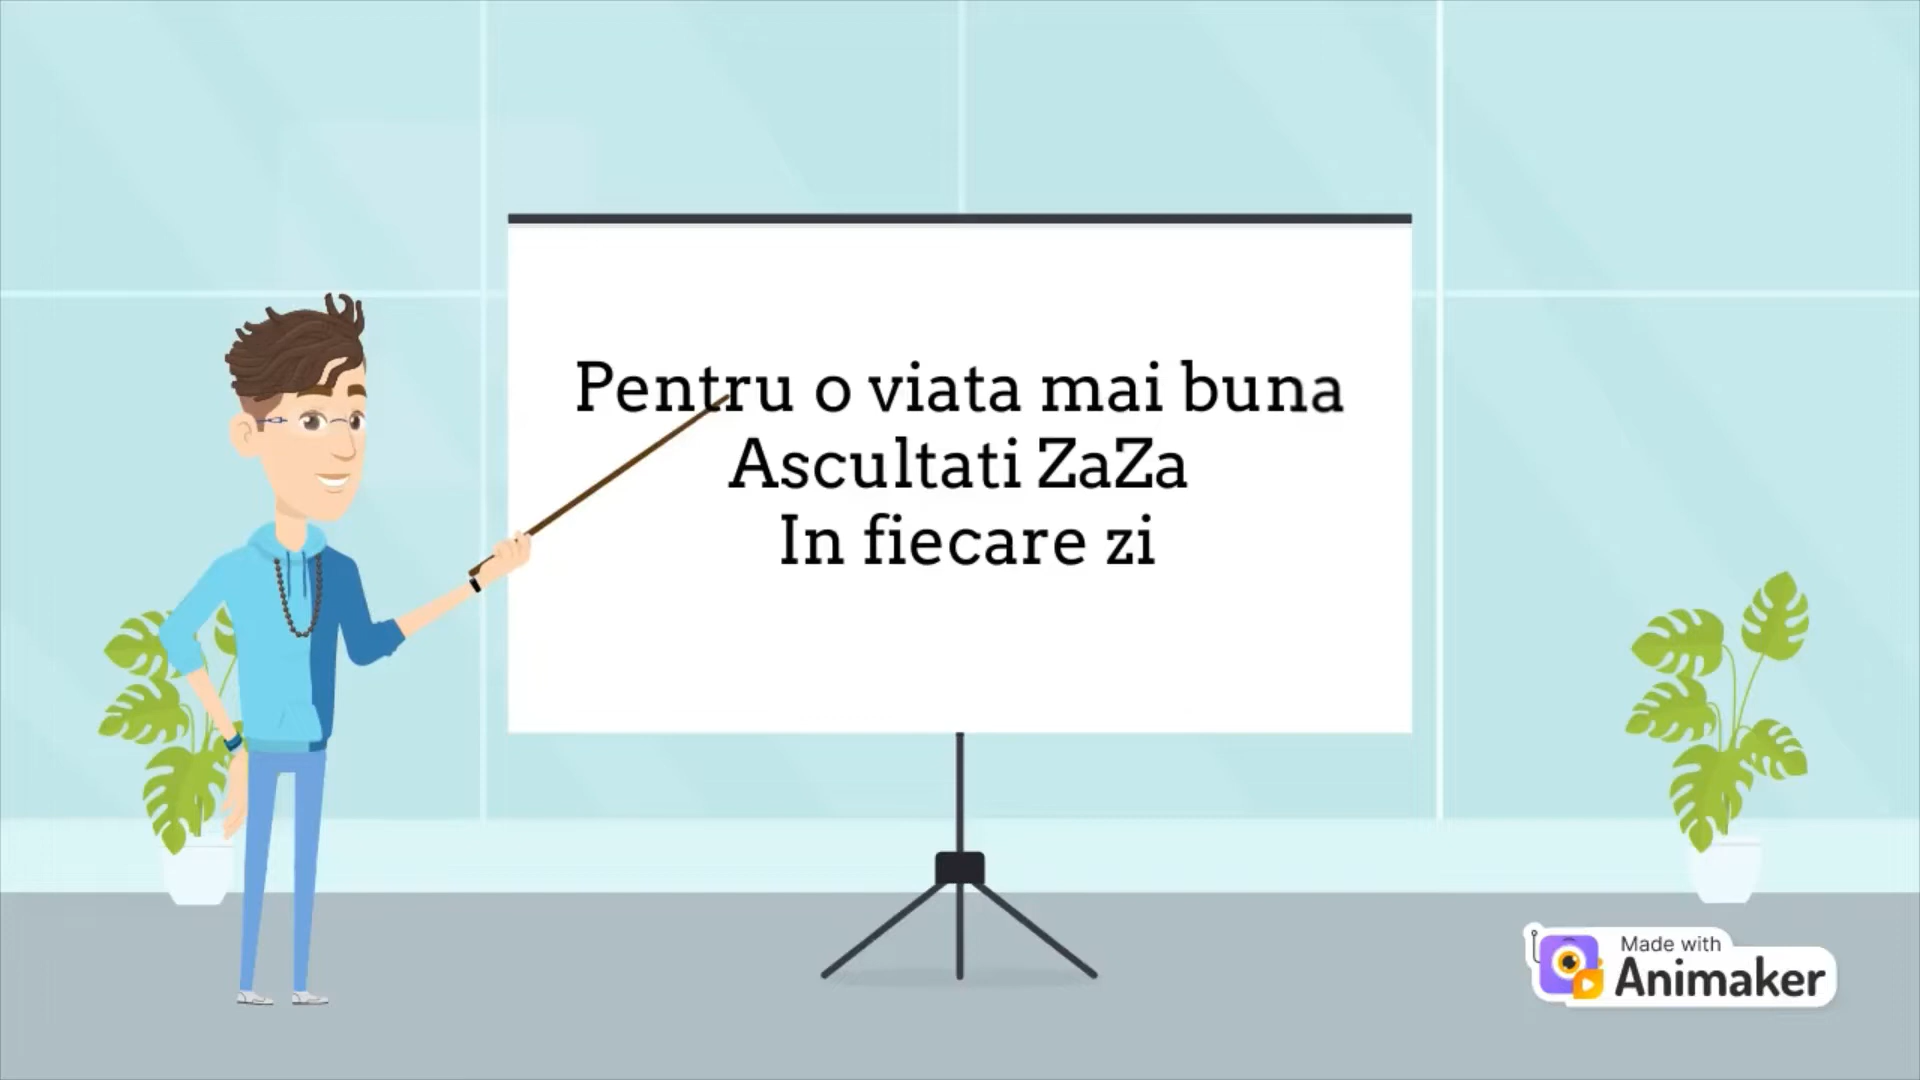 Pentru o viata mai buna
Ascultati ZaZa
In fiecare zi
Made with
Animaker